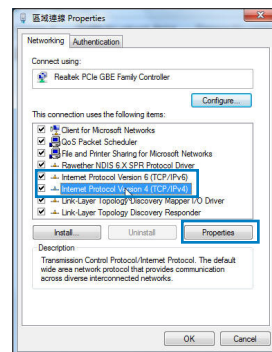 區域連線 Properties
Networking Authentication
Connect using:
Realtek PCIe GBE Family Controller
Configure...
This connection uses the following items:
Client for Microsoft Networks
QoS Packet Scheduler
File and Printer Sharing for Microsoft Networks
Rawether NDIS 6.X SPR Protocol Driver
Internet Protocol Version 6 (TCP/IPv6)
Internet Protocol Version 4 (TCP/IPv4)
Link-Layer Topology Discovery Mapper I/O Driver
Link-Layer Topology Discovery Responder
Install... Uninstall Properties
Description
Transmission Control Protocol/Internet Protocol. The default
wide area network protocol that provides communication
across diverse interconnected networks.
OK Cancel